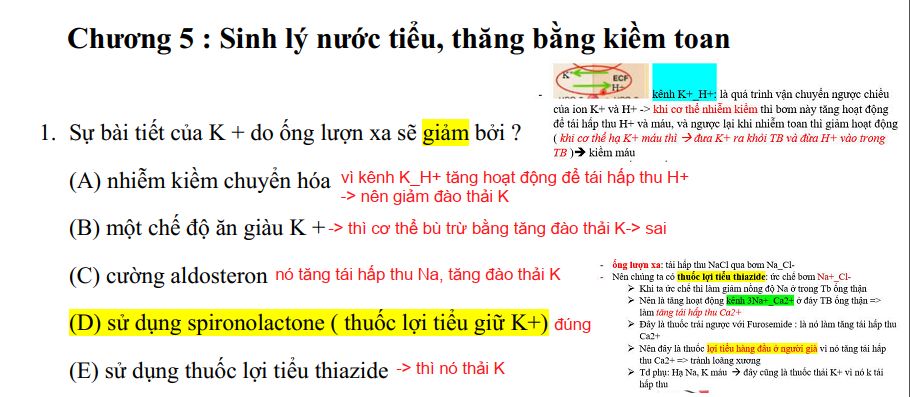 Chương 5 : Sinh lý nước tiểu, thăng bằng kiềm toan
K+
ECF
H+
- kênh K+_H+: là quá trình vận chuyển ngược chiều
của ion K+ và H+ -> khi cơ thể nhiễm kiềm thì bơm này tăng hoạt động
để tái hấp thu H+ và máu, và ngược lại khi nhiễm toan thì giảm hoạt động
( khi cơ thể hạ K+ máu thì → đưa K+ ra khỏi TB và đừa H+ vào trong
TB )➔ kiềm máu
1. Sự bài tiết của K + do ống lượn xa sẽ giảm bởi ?
(A) nhiễm kiềm chuyển hóa vì kênh K_H+ tăng hoạt động để tái hấp thu H+
-> nên giảm đào thải K
(B) một chế độ ăn giàu K + -> thì cơ thể bù trừ bằng tăng đào thải K-> sai
(C) cường aldosteron nó tăng tái hấp thu Na, tăng đào thải K
(D) sử dụng spironolactone ( thuốc lợi tiểu giữ K+) đúng
(E) sử dụng thuốc lợi tiểu thiazide -> thì nó thải K
- ống lượn xa: tái hấp thu NaCl qua bơm Na_Cl-
- Nên chúng ta có thuốc lợi tiểu thiazide: ức chế bơm Na+_Cl-
➢ Khi ta ức chế thì làm giảm nồng độ Na ở trong Tb ống thận
➢ Nên là tăng hoạt động kênh 3Na+_Ca2+ ở đáy TB ống thận =>
làm tăng tái hấp thu Ca2+
➢ Đây là thuốc trái ngược với Furosemide : là nó làm tăng tái hấp thu
Ca2+
➢ Nên đây là thuốc lợi tiểu hàng đầu ở người già vì nó tăng tái hấp
thu Ca2+ => tránh loãng xương
➢ Td phụ: Hạ Na, K máu → đây cũng là thuốc thải K+ vì nó k tái
hấp thu